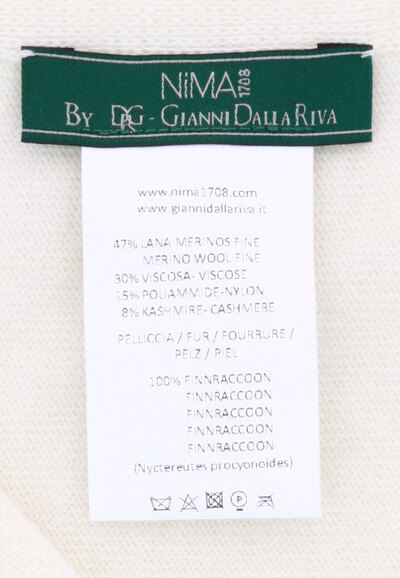 NiMA 1708
BY DRG - GIANNI DALLA RIVA
www.nima1708.com
www.giannidallariva.it
47% LANA MERINOS FINE
MERINO WOOL FINE
30% VISCOSA- VISCOSE
15% POLIAMMIDE-NYLON
8% KASHMIRE- CASHMERE
PELLICCIA / FUR / FOURRURE /
PELZ / PIEL
100% FINNRACCOON
FINNRACCOON
FINNRACCOON
FINNRACCOON
FINNRACCOON
(Nyctereutes procyonoides)
P